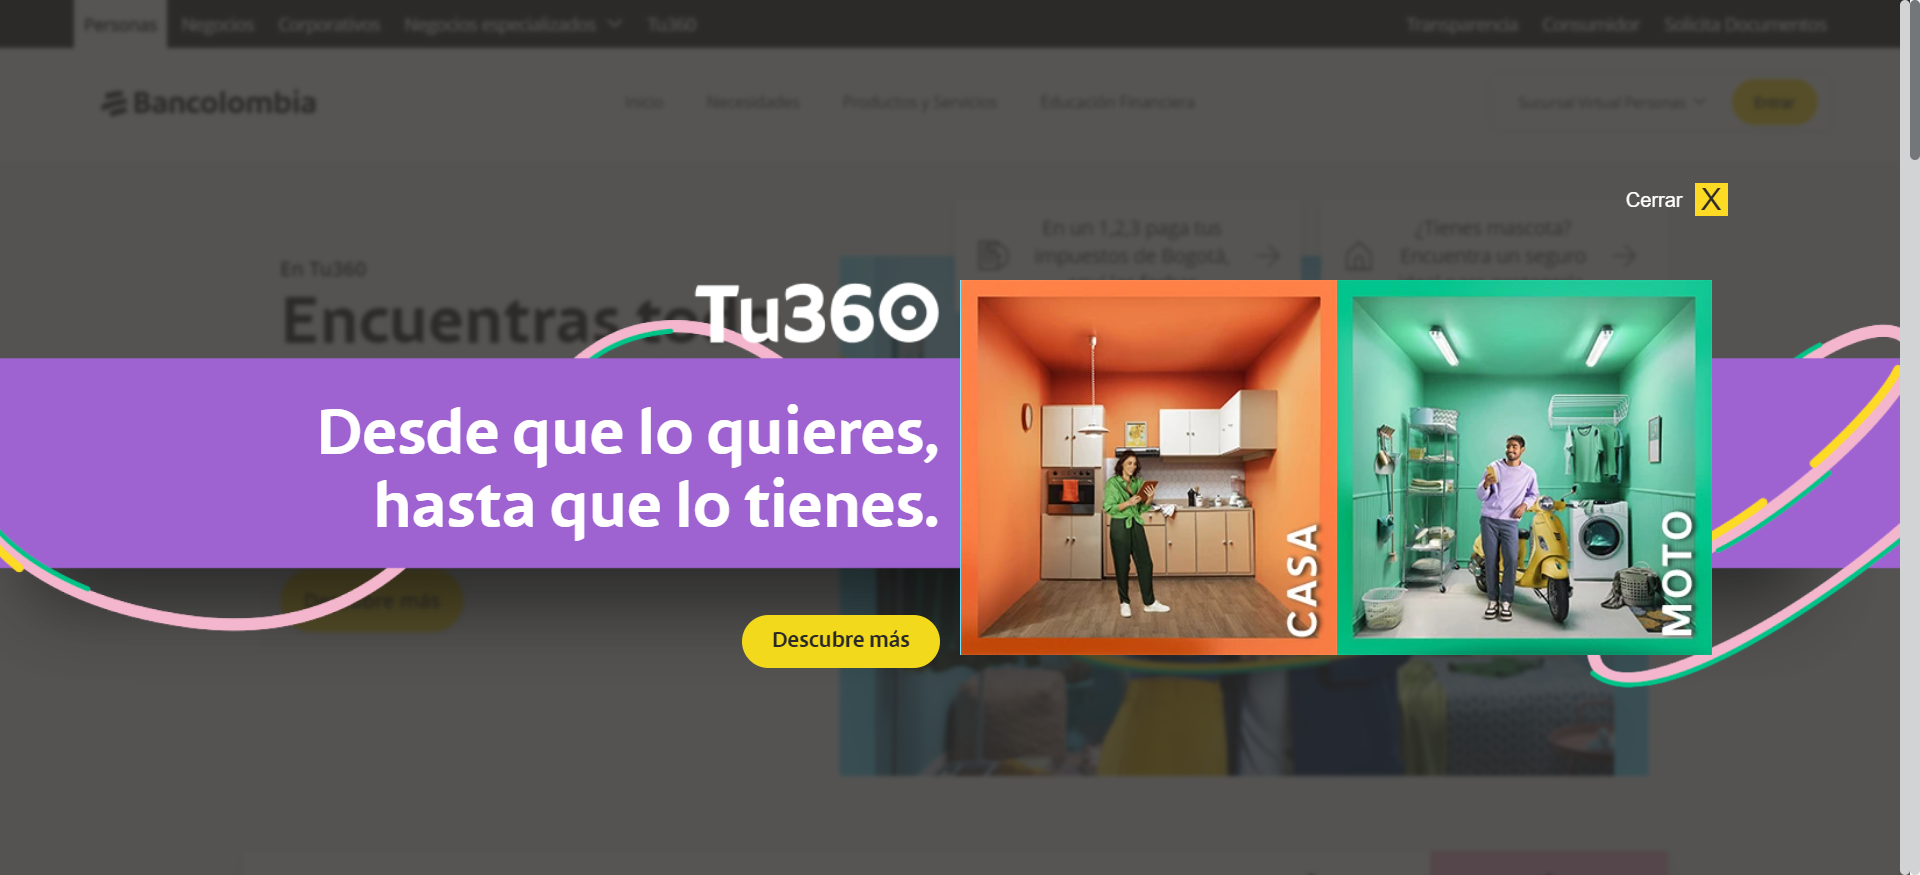 Personas Negocios Corporativos Negocios especializados Tu360 Transparencia Consumidor Solicita Documentos
Bancolombia Inicio Necesidades Productos y Servicios Educación Financiera Sucursal Virtual Personas Entrar
Cerrar X
En un 1,2,3 paga tus
impuestos de Bogotá,
¿Tienes mascota?
Encuentra un seguro
En Tu360
Encuentras
Tu360
Desde que lo quieres,
hasta que lo tienes.
CASA
MOTO
Descubre más
Descubre más